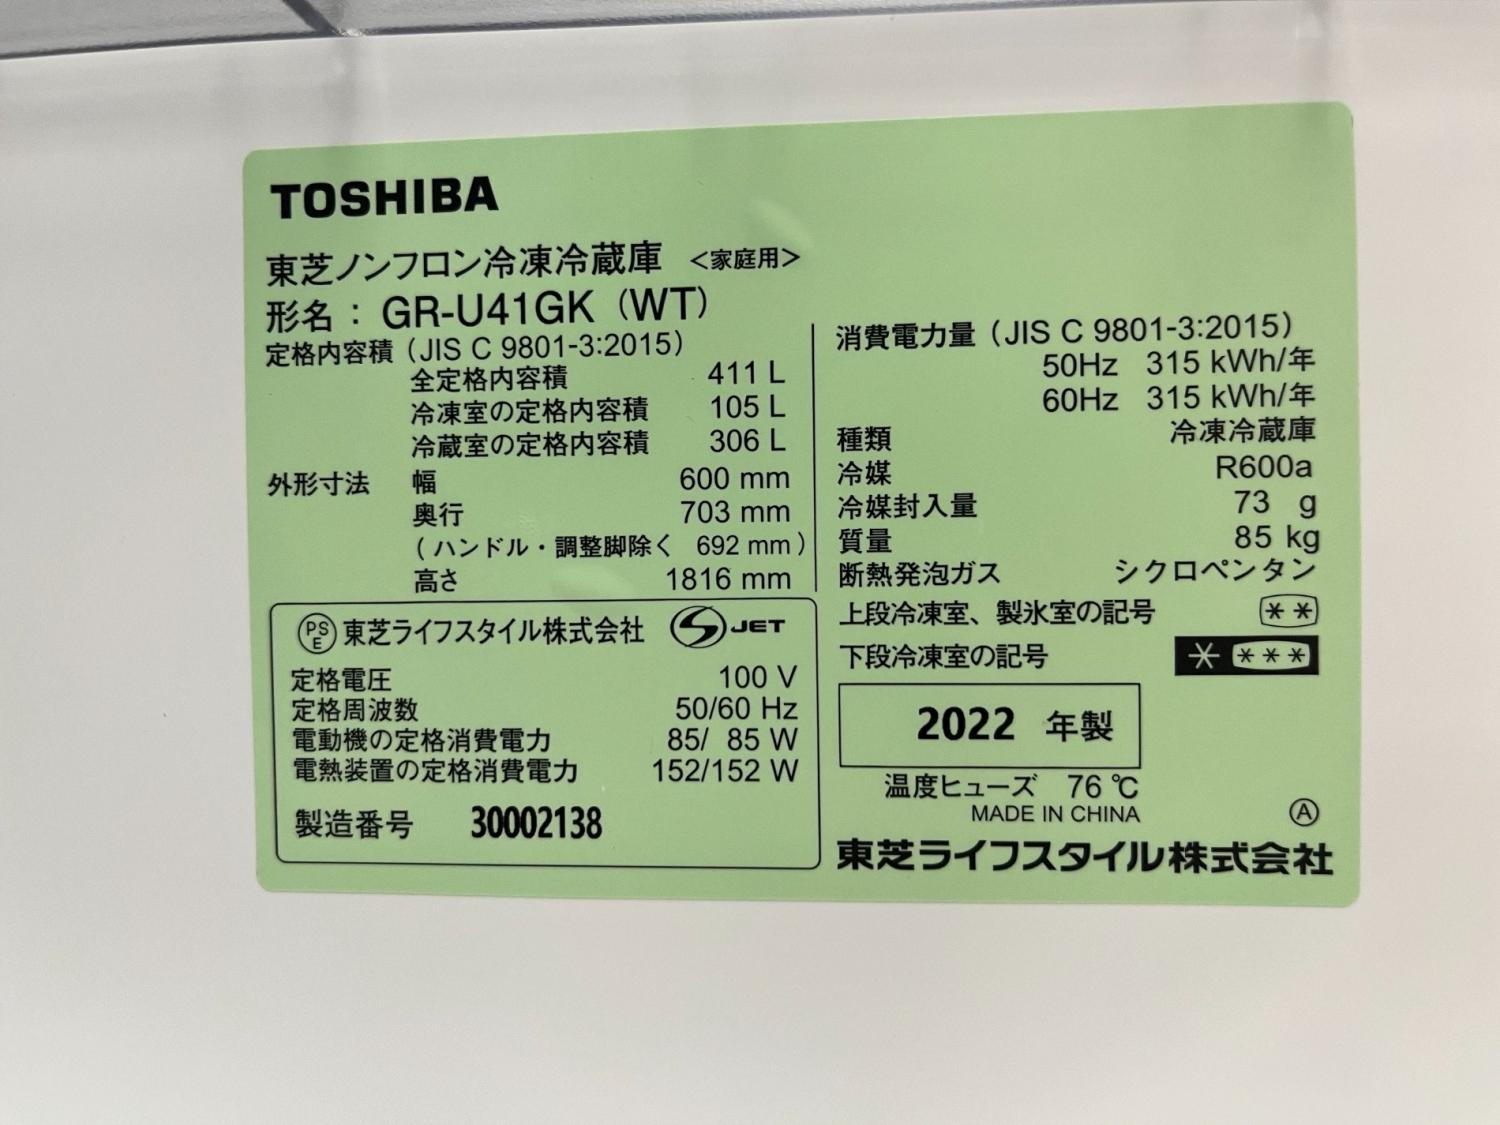 TOSHIBA
東芝ノンフロン冷凍冷蔵庫 <家庭用>
形名： GR-U41GK (WT)
定格内容積 (JIS C 9801-3:2015)
全定格内容積 411 L
冷凍室の定格内容積 105 L
冷蔵室の定格内容積 306 L
外形寸法 幅 600 mm
奥行 703 mm
(ハンドル・調整脚除く 692 mm)
高さ 1816 mm
PS E 東芝ライフスタイル株式会社 S JET
定格電圧 100 V
定格周波数 50/60 Hz
電動機の定格消費電力 85/ 85 W
電熱装置の定格消費電力 152/152 W
製造番号 30002138
消費電力量 (JIS C 9801-3:2015)
50Hz 315 kWh/年
60Hz 315 kWh/年
種類 冷凍冷蔵庫
冷媒 R600a
冷媒封入量 73 g
質量 85 kg
断熱発泡ガス シクロペンタン
上段冷凍室、製氷室の記号 **
下段冷凍室の記号 * ***
2022 年製
温度ヒューズ 76 ℃
MADE IN CHINA Ⓐ
東芝ライフスタイル株式会社